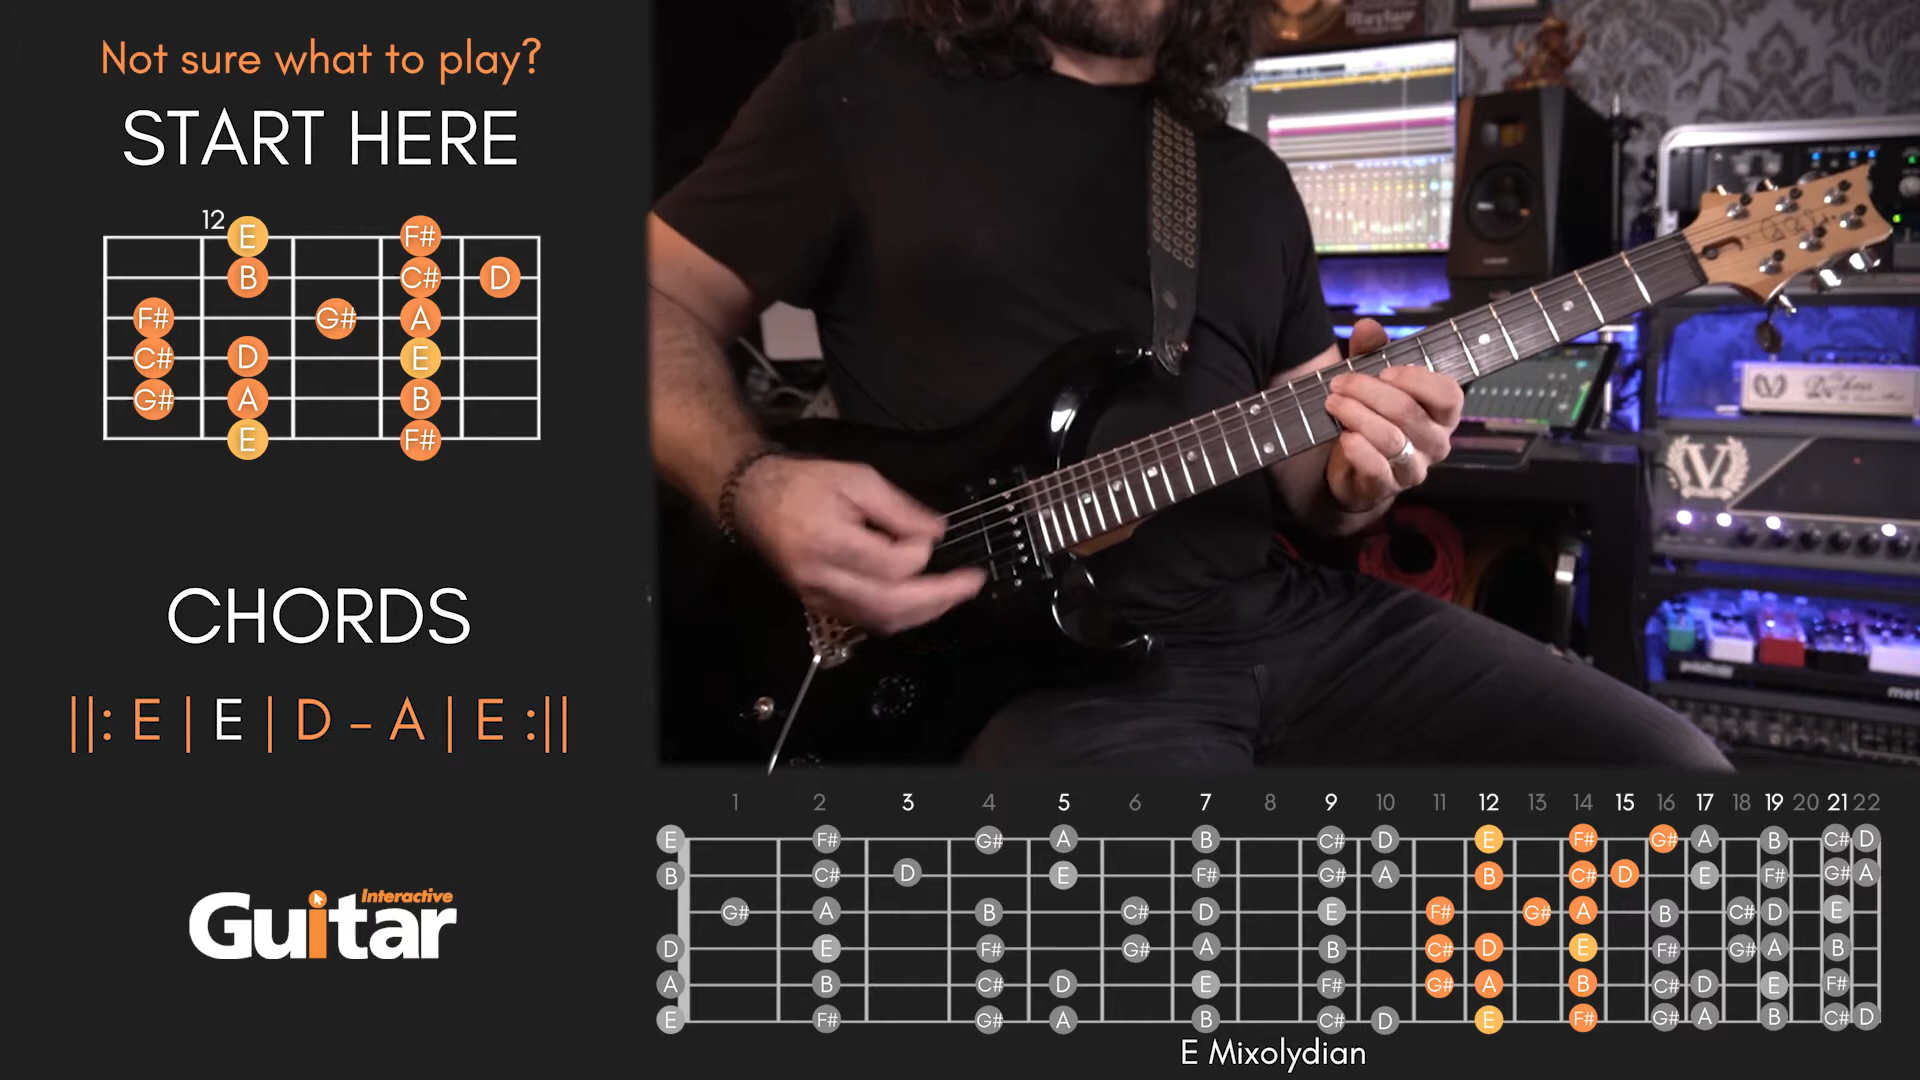 Not sure what to play?
START HERE
12
E F#
B C# D
F# G# A
C# D E
G# A B
E F#
CHORDS
||: E | E | D – A | E :||
Interactive
Guitar
1 2 3 4 5 6 7 8 9 10 11 12 13 14 15 16 17 18 19 20 21 22
E F# G# A B C# D E F# G# A B C# D
B C# D E F# G# A B C# D E F# G# A
G# A B C# D E F# G# A B C# D E
D E F# G# A B C# D E F# G# A B
A B C# D E F# G# A B C# D E F#
E F# G# A B C# D E F# G# A B C# D
E Mixolydian